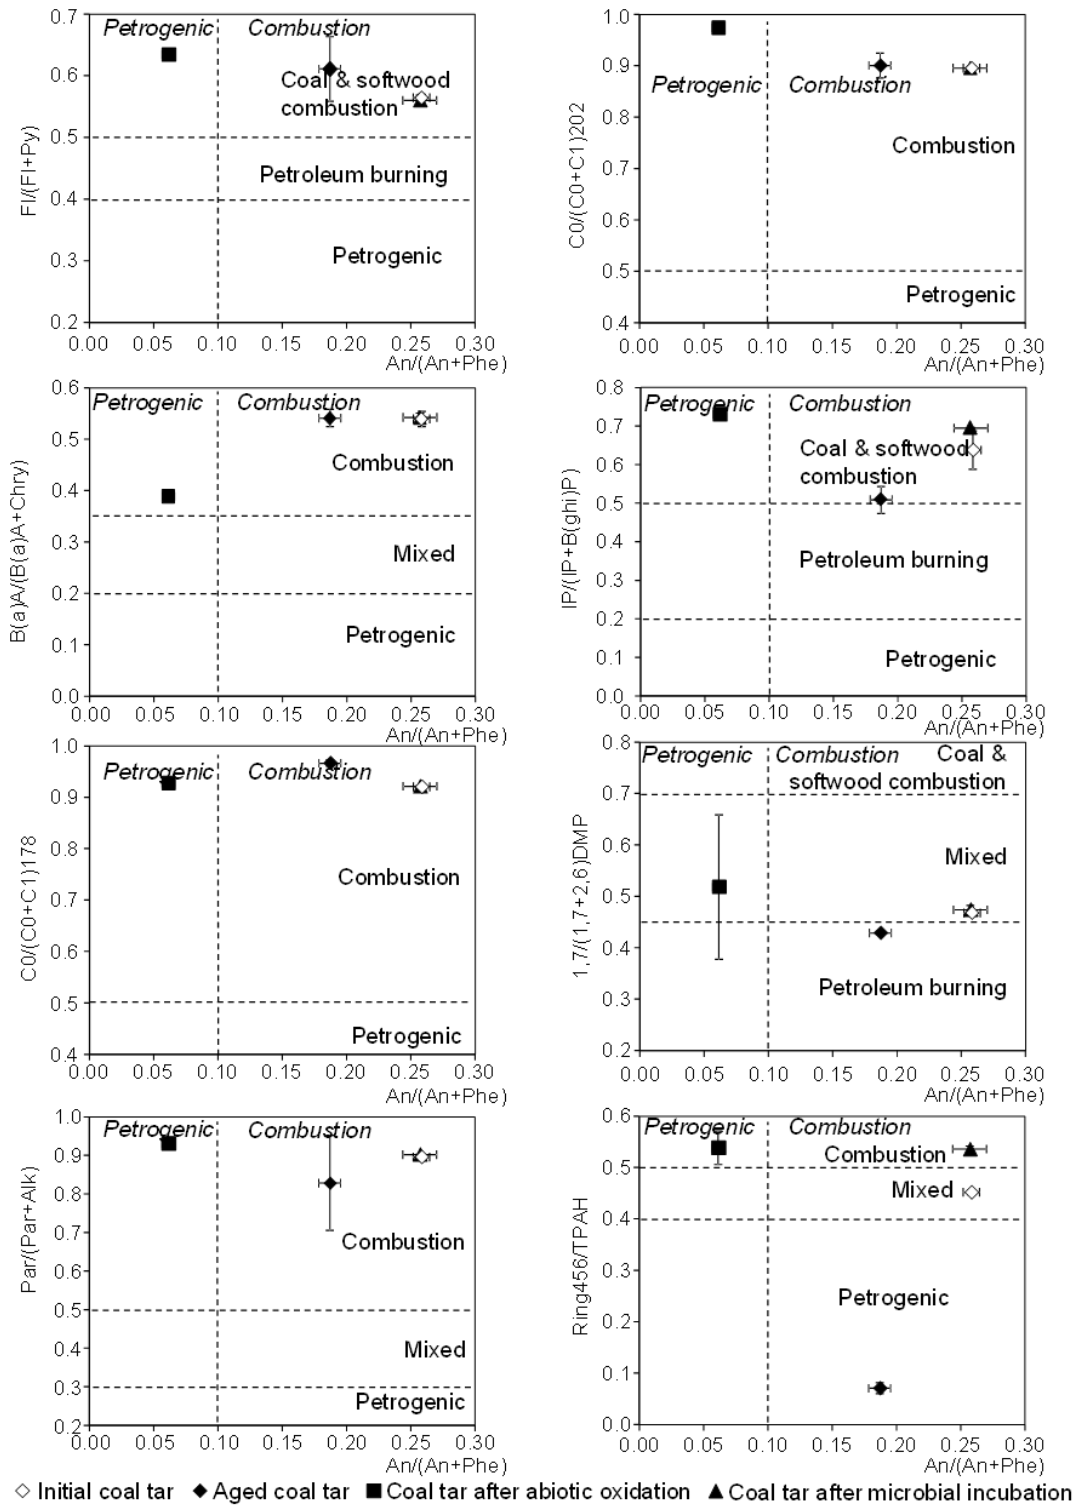 0.7
Petrogenic Combustion
0.6
Coal & softwood
combustion
0.5
Petroleum burning
0.4
Petrogenic
0.3
0.2
0.00 0.05 0.10 0.15 0.20 0.25 0.30
An/(An+Phe)
Fl/(Fl+Py)
1.0
0.9
Petrogenic Combustion
0.8
Combustion
0.7
0.6
0.5
Petrogenic
0.4
0.00 0.05 0.10 0.15 0.20 0.25 0.30
An/(An+Phe)
C0/(C0+C1)202
0.6
Petrogenic Combustion
0.5
Combustion
0.4
0.3
Mixed
0.2
Petrogenic
0.1
0.0
0.00 0.05 0.10 0.15 0.20 0.25 0.30
An/(An+Phe)
B(a)A/(B(a)A+Chry)
0.8
Petrogenic Combustion
0.7
Coal & softwood
0.6
combustion
0.5
0.4
Petroleum burning
0.3
0.2
0.1
Petrogenic
0.0
0.00 0.05 0.10 0.15 0.20 0.25 0.30
An/(An+Phe)
IP/(IP+B(ghi)P)
1.0
Petrogenic Combustion
0.9
0.8
Combustion
0.7
0.6
0.5
Petrogenic
0.4
0.00 0.05 0.10 0.15 0.20 0.25 0.30
An/(An+Phe)
C0/(C0+C1)178
0.8
Petrogenic Combustion Coal &
softwood combustion
0.7
0.6
Mixed
0.5
0.4
Petroleum burning
0.3
0.2
0.00 0.05 0.10 0.15 0.20 0.25 0.30
An/(An+Phe)
1,7/(1,7+2,6)DMP
1.0
Petrogenic Combustion
0.9
0.8
0.7
Combustion
0.6
0.5
0.4
Mixed
0.3
Petrogenic
0.2
0.00 0.05 0.10 0.15 0.20 0.25 0.30
An/(An+Phe)
Par/(Par+Alk)
0.6
Petrogenic Combustion
Combustion
0.5
Mixed
0.4
0.3
Petrogenic
0.2
0.1
0.0
0.00 0.05 0.10 0.15 0.20 0.25 0.30
An/(An+Phe)
Ring456/TPAH
Initial coal tar Aged coal tar Coal tar after abiotic oxidation Coal tar after microbial incubation